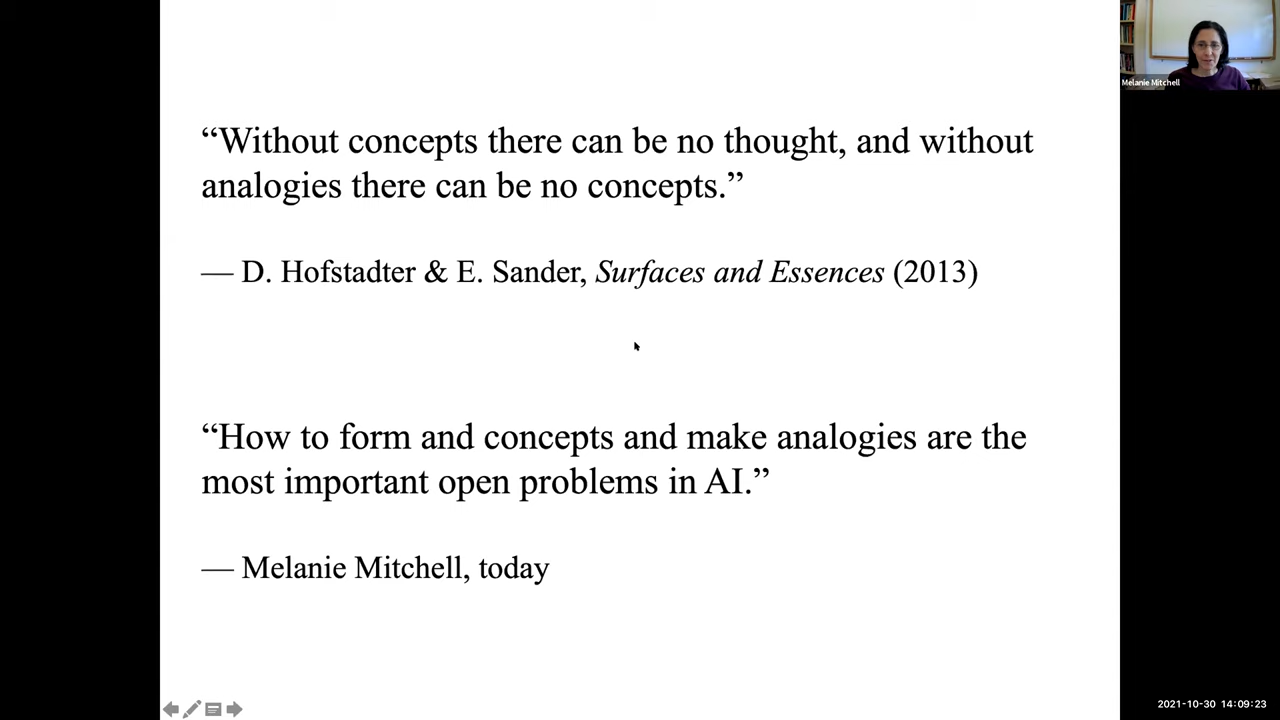 Melanie Mitchell
“Without concepts there can be no thought, and without
analogies there can be no concepts.”
— D. Hofstadter & E. Sander, Surfaces and Essences (2013)
“How to form and concepts and make analogies are the
most important open problems in AI.”
— Melanie Mitchell, today
2021-10-30 14:09:23